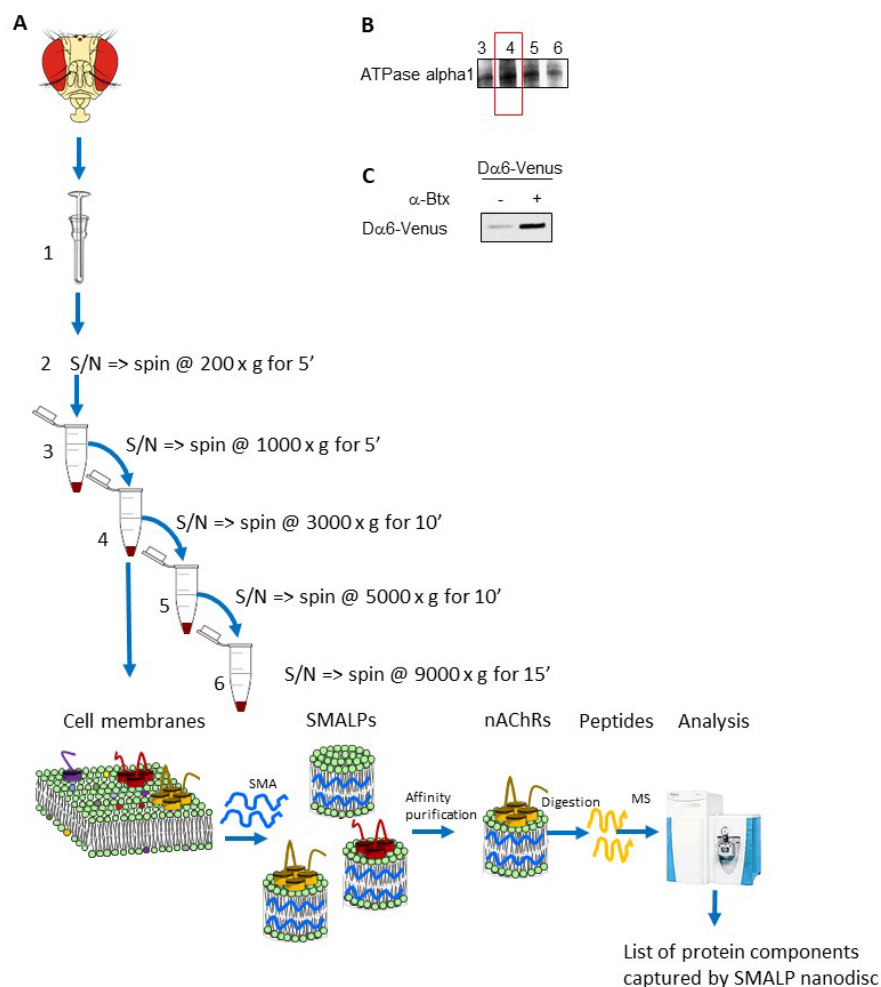 A
B
3 4 5 6
ATPase alpha1
C
Dα6-Venus
α-Btx - +
Dα6-Venus
1
2 S/N => spin @ 200 x g for 5’
3
S/N => spin @ 1000 x g for 5’
4
S/N => spin @ 3000 x g for 10’
5
S/N => spin @ 5000 x g for 10’
6
S/N => spin @ 9000 x g for 15’
Cell membranes
SMALPs
nAChRs
Peptides
Analysis
SMA
Affinity
purification
Digestion
MS
List of protein components
captured by SMALP nanodisc